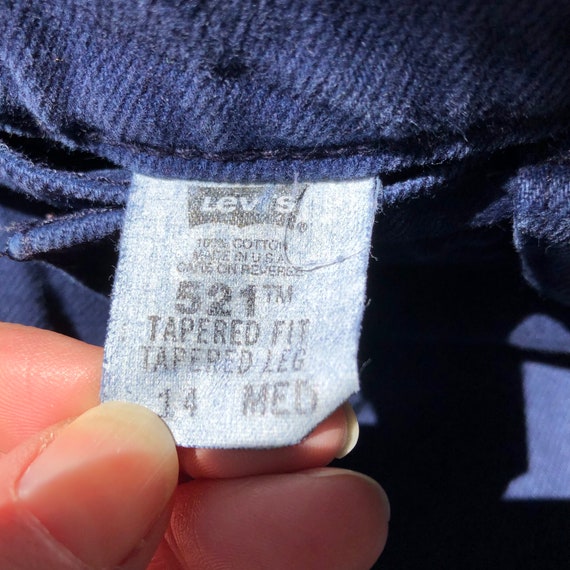 Levi's®
100% COTTON
MADE IN U.S.A.
CARE ON REVERSE
521™
TAPERED FIT
TAPERED LEG
14 MED